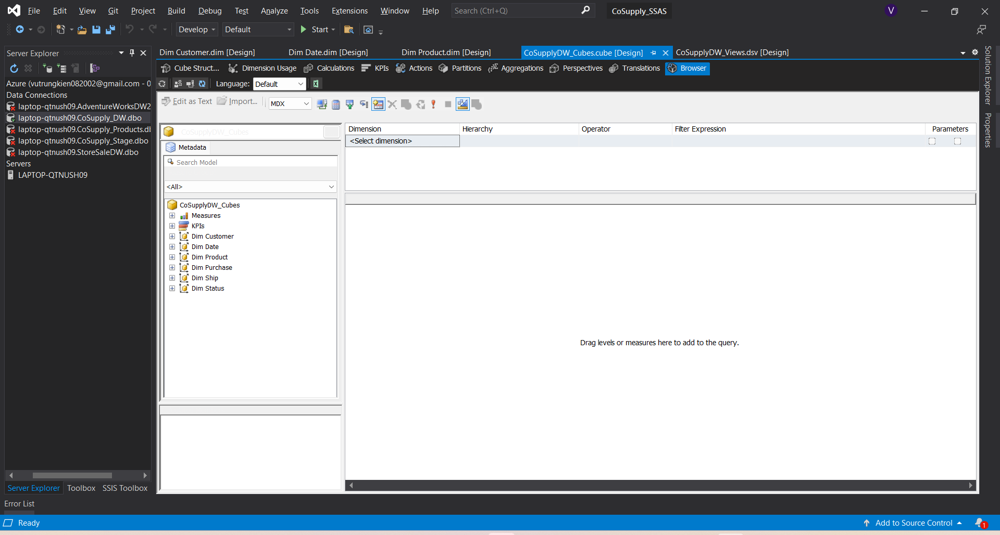 File Edit View Git Project Build Debug Test Analyze Tools Extensions Window Help Search (Ctrl+Q) CoSupply_SSAS V
Develop Default Start
Server Explorer
Azure (vutrungkien082002@gmail.com - 0
Data Connections
laptop-qtnush09.AdventureWorksDW2
laptop-qtnush09.CoSupply_DW.dbo
laptop-qtnush09.CoSupply_Products.db
laptop-qtnush09.CoSupply_Stage.dbo
laptop-qtnush09.StoreSaleDW.dbo
Servers
LAPTOP-QTNUSH09
Server Explorer Toolbox SSIS Toolbox
Dim Customer.dim [Design] Dim Date.dim [Design] Dim Product.dim [Design] CoSupplyDW_Cubes.cube [Design] CoSupplyDW_Views.dsv [Design]
Cube Struct... Dimension Usage Calculations KPIs Actions Partitions Aggregations Perspectives Translations Browser
Language: Default
Edit as Text Import... MDX
CoSupplyDW_Cubes
Metadata
Search Model
<All>
CoSupplyDW_Cubes
Measures
KPIs
Dim Customer
Dim Date
Dim Product
Dim Purchase
Dim Ship
Dim Status
Dimension Hierarchy Operator Filter Expression Parameters
<Select dimension>
Drag levels or measures here to add to the query.
Solution Explorer
Properties
Error List
Ready Add to Source Control 1